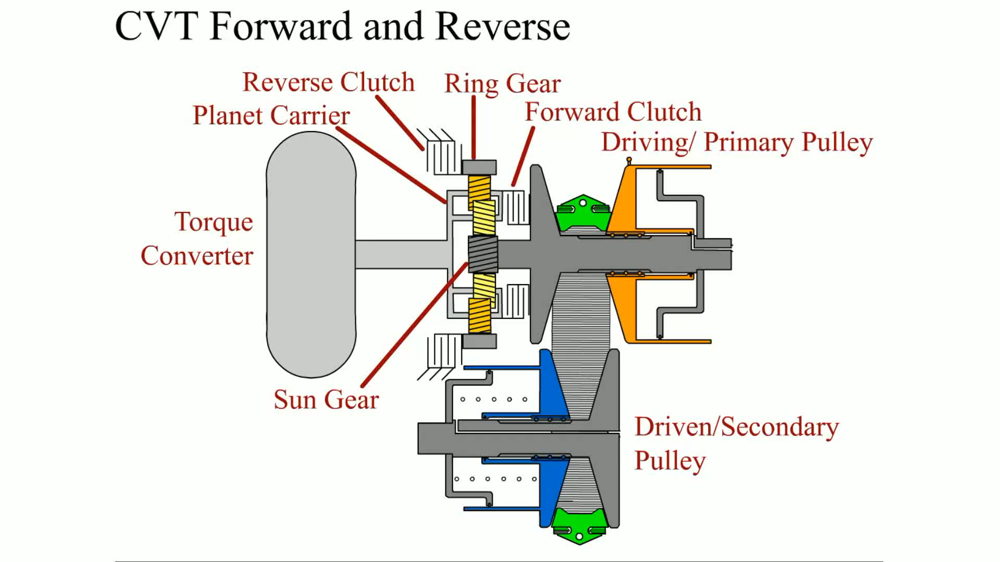 CVT Forward and Reverse
Reverse Clutch
Ring Gear
Planet Carrier
Forward Clutch
Driving/ Primary Pulley
Torque
Converter
Sun Gear
Driven/Secondary
Pulley